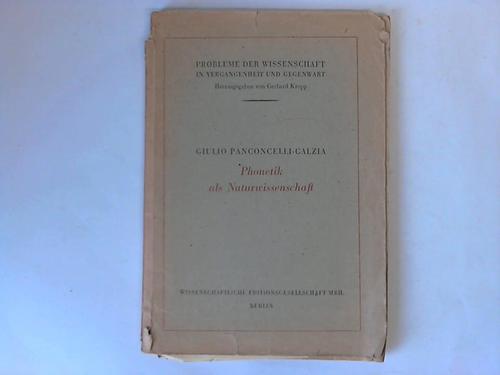 PROBLEME DER WISSENSCHAFT
IN VERGANGENHEIT UND GEGENWART
Herausgegeben von Gerhard Kropp
GIULIO PANCONCELLI-CALZIA
Phonetik
als Naturwissenschaft
WISSENSCHAFTLICHE EDITIONSGESELLSCHAFT MBH.
BERLIN